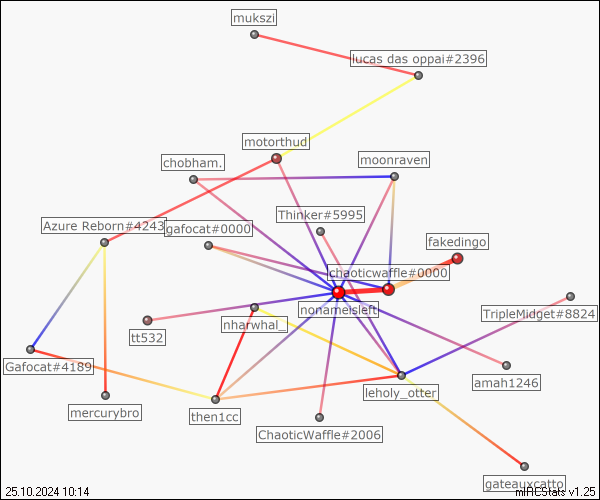 mukszi
lucas das oppai#2396
motorthud
chobham.
moonraven
Thinker#5995
Azure Reborn#4243
gafocat#0000
fakedingo
chaoticwaffle#0000
nonameisleft
TripleMidget#8824
nharwhal_
tt532
Gafocat#4189
amah1246
leholy_otter
mercurybro
then1cc
ChaoticWaffle#2006
gateauxcatto
25.10.2024 10:14
mIRCStats v1.25